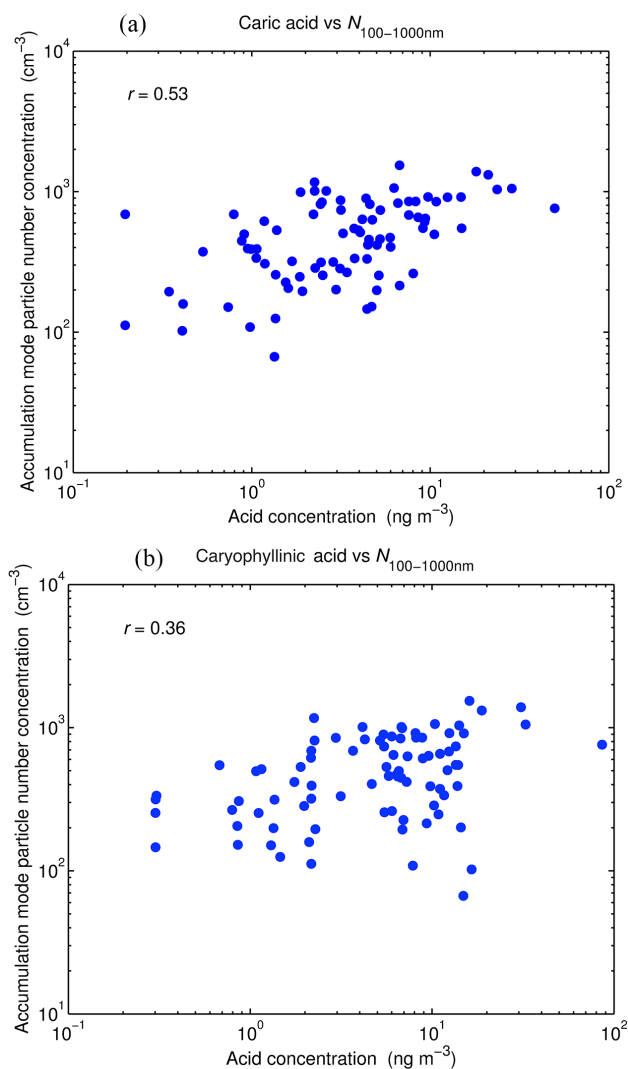 (a) Caric acid vs N100−1000nm
r = 0.53
Accumulation mode particle number concentration (cm−3)
10^4
10^3
10^2
10^1
10^−1 10^0 10^1 10^2
Acid concentration (ng m−3)
(b) Caryophyllinic acid vs N100−1000nm
r = 0.36
Accumulation mode particle number concentration (cm−3)
10^4
10^3
10^2
10^1
10^−1 10^0 10^1 10^2
Acid concentration (ng m−3)